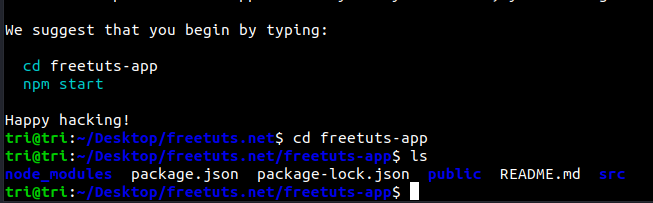 We suggest that you begin by typing:
cd freetuts-app
npm start
Happy hacking!
tri@tri:~/Desktop/freetuts.net$ cd freetuts-app
tri@tri:~/Desktop/freetuts.net/freetuts-app$ ls
node_modules package.json package-lock.json public README.md src
tri@tri:~/Desktop/freetuts.net/freetuts-app$